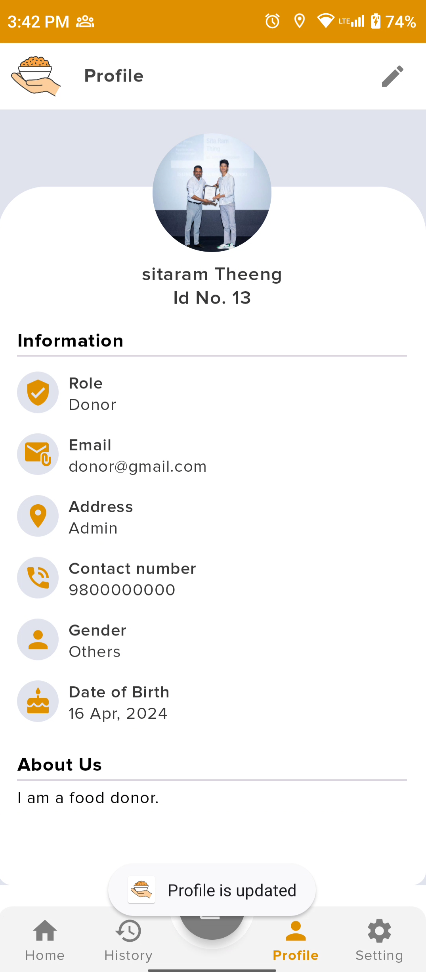 3:42 PM
LTE
74%
Profile
sitaram Theeng
Id No. 13
Information
Role
Donor
Email
donor@gmail.com
Address
Admin
Contact number
9800000000
Gender
Others
Date of Birth
16 Apr, 2024
About Us
I am a food donor.
Profile is updated
Home
History
Profile
Setting